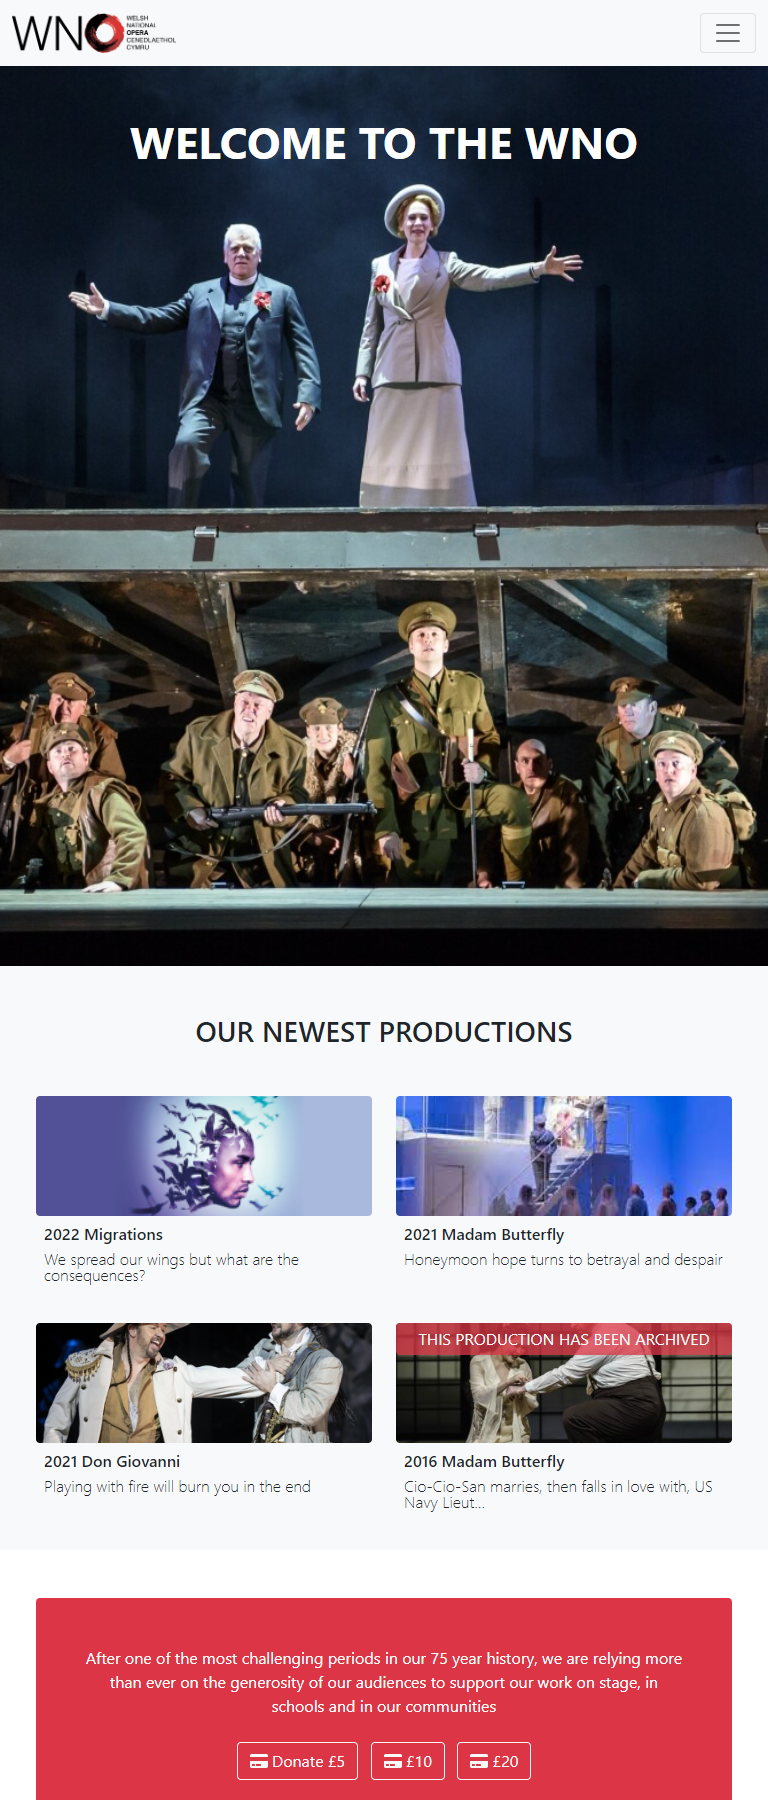 WNO
WELSH
NATIONAL
OPERA
CENEDLAETHOL
CYMRU
WELCOME TO THE WNO
OUR NEWEST PRODUCTIONS
2022 Migrations
We spread our wings but what are the
consequences?
2021 Madam Butterfly
Honeymoon hope turns to betrayal and despair
2021 Don Giovanni
Playing with fire will burn you in the end
THIS PRODUCTION HAS BEEN ARCHIVED
2016 Madam Butterfly
Cio-Cio-San marries, then falls in love with, US
Navy Lieut...
After one of the most challenging periods in our 75 year history, we are relying more
than ever on the generosity of our audiences to support our work on stage, in
schools and in our communities
Donate £5 £10 £20